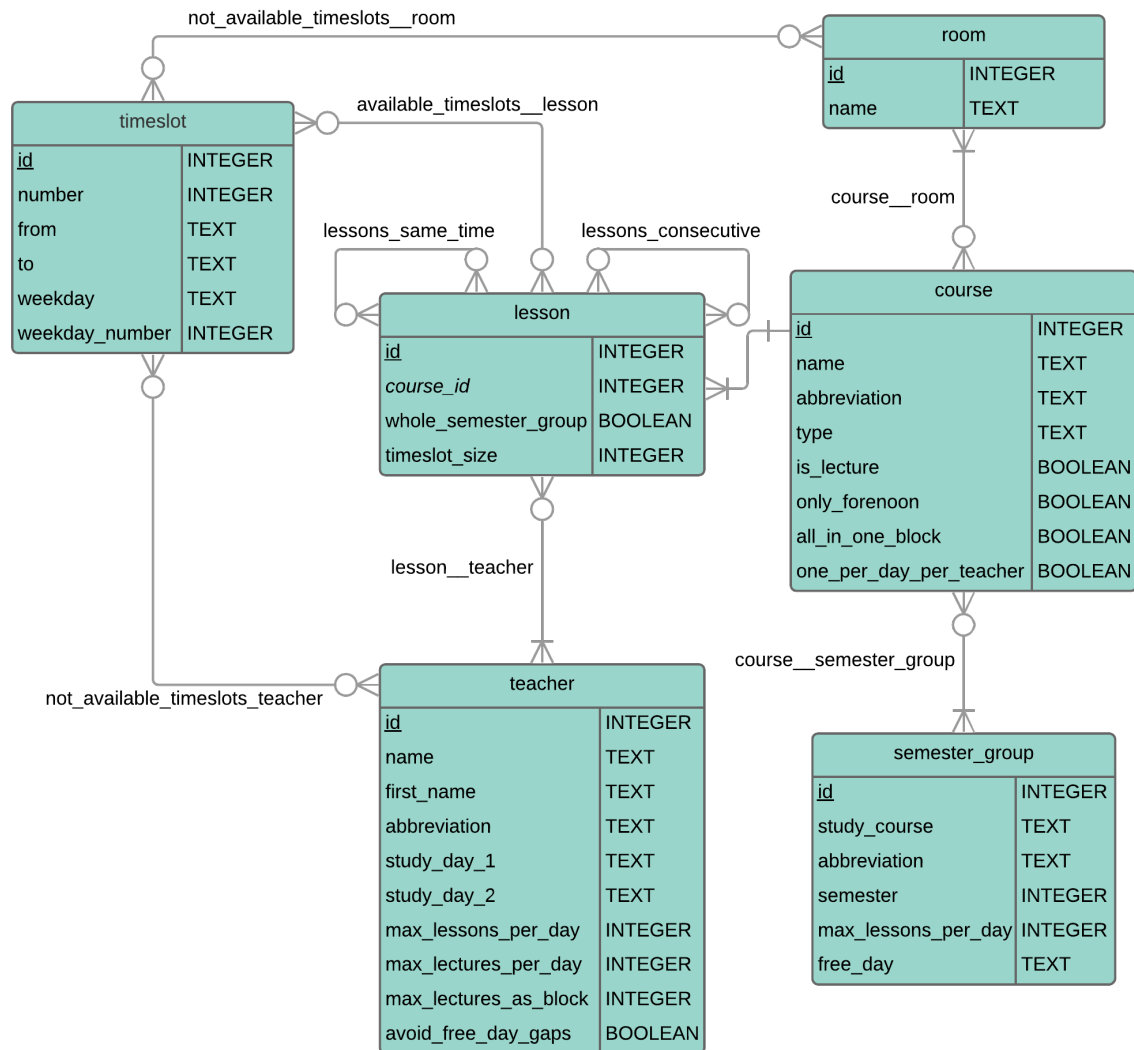 not_available_timeslots__room
room
id INTEGER
name TEXT
timeslot
id INTEGER
number INTEGER
from TEXT
to TEXT
weekday TEXT
weekday_number INTEGER
available_timeslots__lesson
course__room
lessons_same_time
lessons_consecutive
lesson
id INTEGER
course_id INTEGER
whole_semester_group BOOLEAN
timeslot_size INTEGER
course
id INTEGER
name TEXT
abbreviation TEXT
type TEXT
is_lecture BOOLEAN
only_forenoon BOOLEAN
all_in_one_block BOOLEAN
one_per_day_per_teacher BOOLEAN
lesson__teacher
course__semester_group
not_available_timeslots_teacher
teacher
id INTEGER
name TEXT
first_name TEXT
abbreviation TEXT
study_day_1 TEXT
study_day_2 TEXT
max_lessons_per_day INTEGER
max_lectures_per_day INTEGER
max_lectures_as_block INTEGER
avoid_free_day_gaps BOOLEAN
semester_group
id INTEGER
study_course TEXT
abbreviation TEXT
semester INTEGER
max_lessons_per_day INTEGER
free_day TEXT